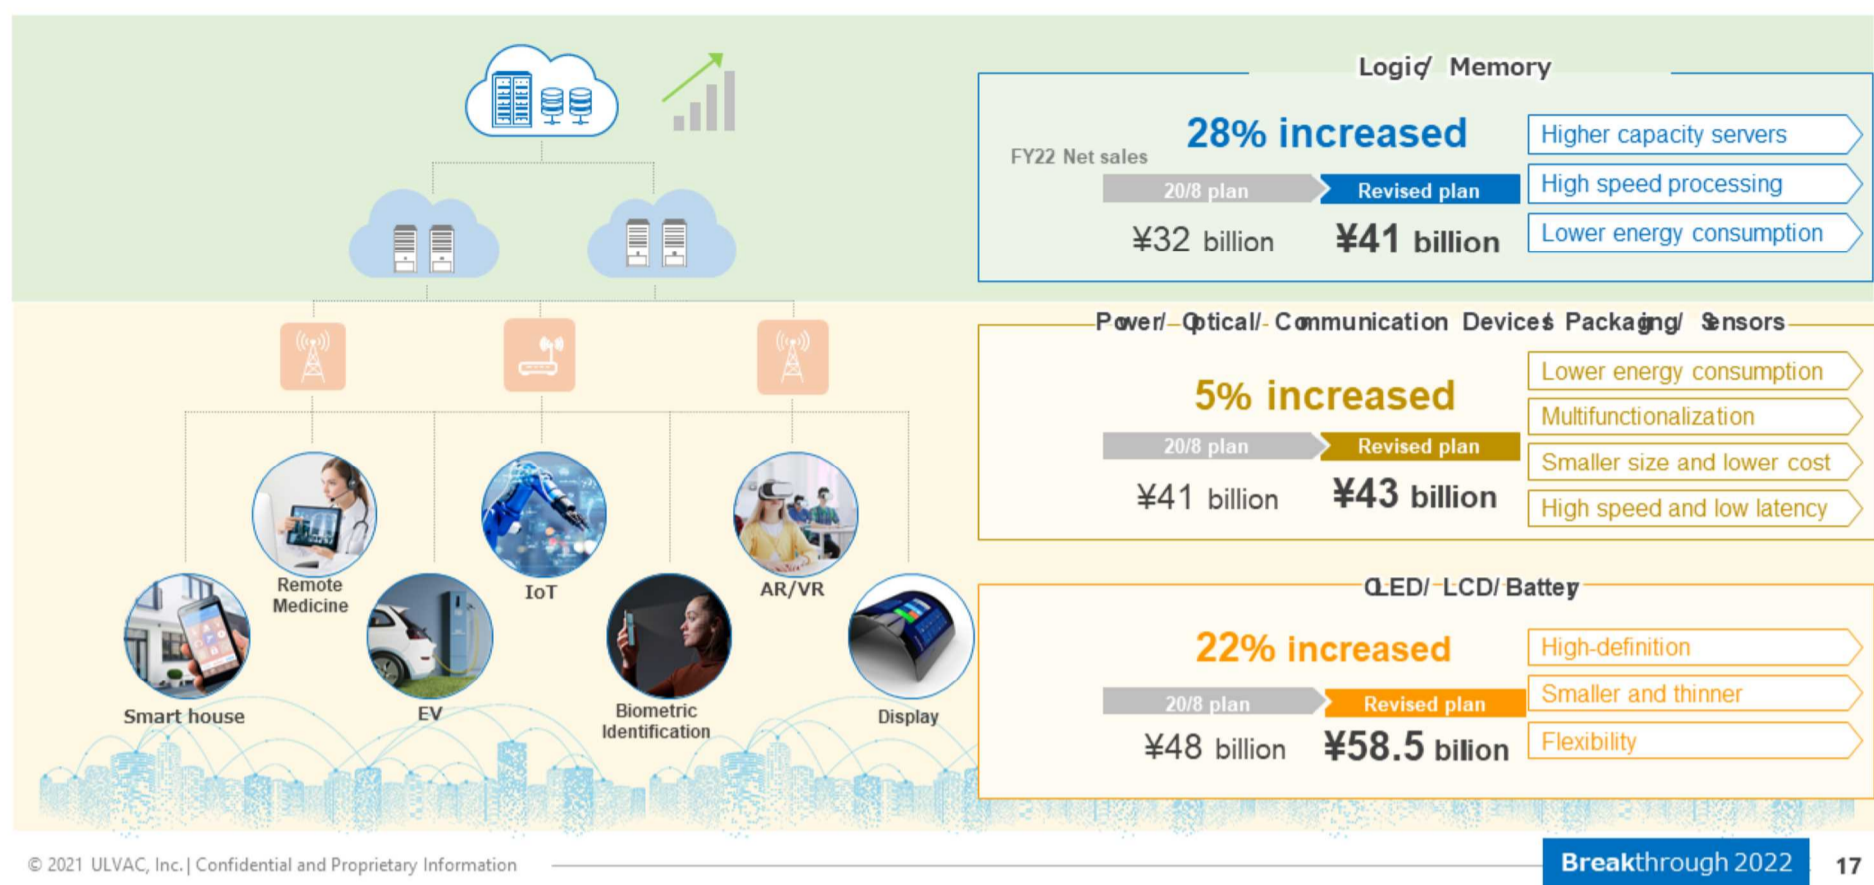 Logic/ Memory
28% increased
FY22 Net sales
20/8 plan
Revised plan
¥32 billion
¥41 billion
Higher capacity servers
High speed processing
Lower energy consumption
Power/ Optical/ Communication Devices/ Packaging/ Sensors
5% increased
20/8 plan
Revised plan
¥41 billion
¥43 billion
Lower energy consumption
Multifunctionalization
Smaller size and lower cost
High speed and low latency
OLED/ LCD/ Battery
22% increased
20/8 plan
Revised plan
¥48 billion
¥58.5 billion
High-definition
Smaller and thinner
Flexibility
Remote
Medicine
IoT
AR/VR
Smart house
EV
Biometric
Identification
Display
© 2021 ULVAC, Inc. | Confidential and Proprietary Information
Breakthrough 2022
17